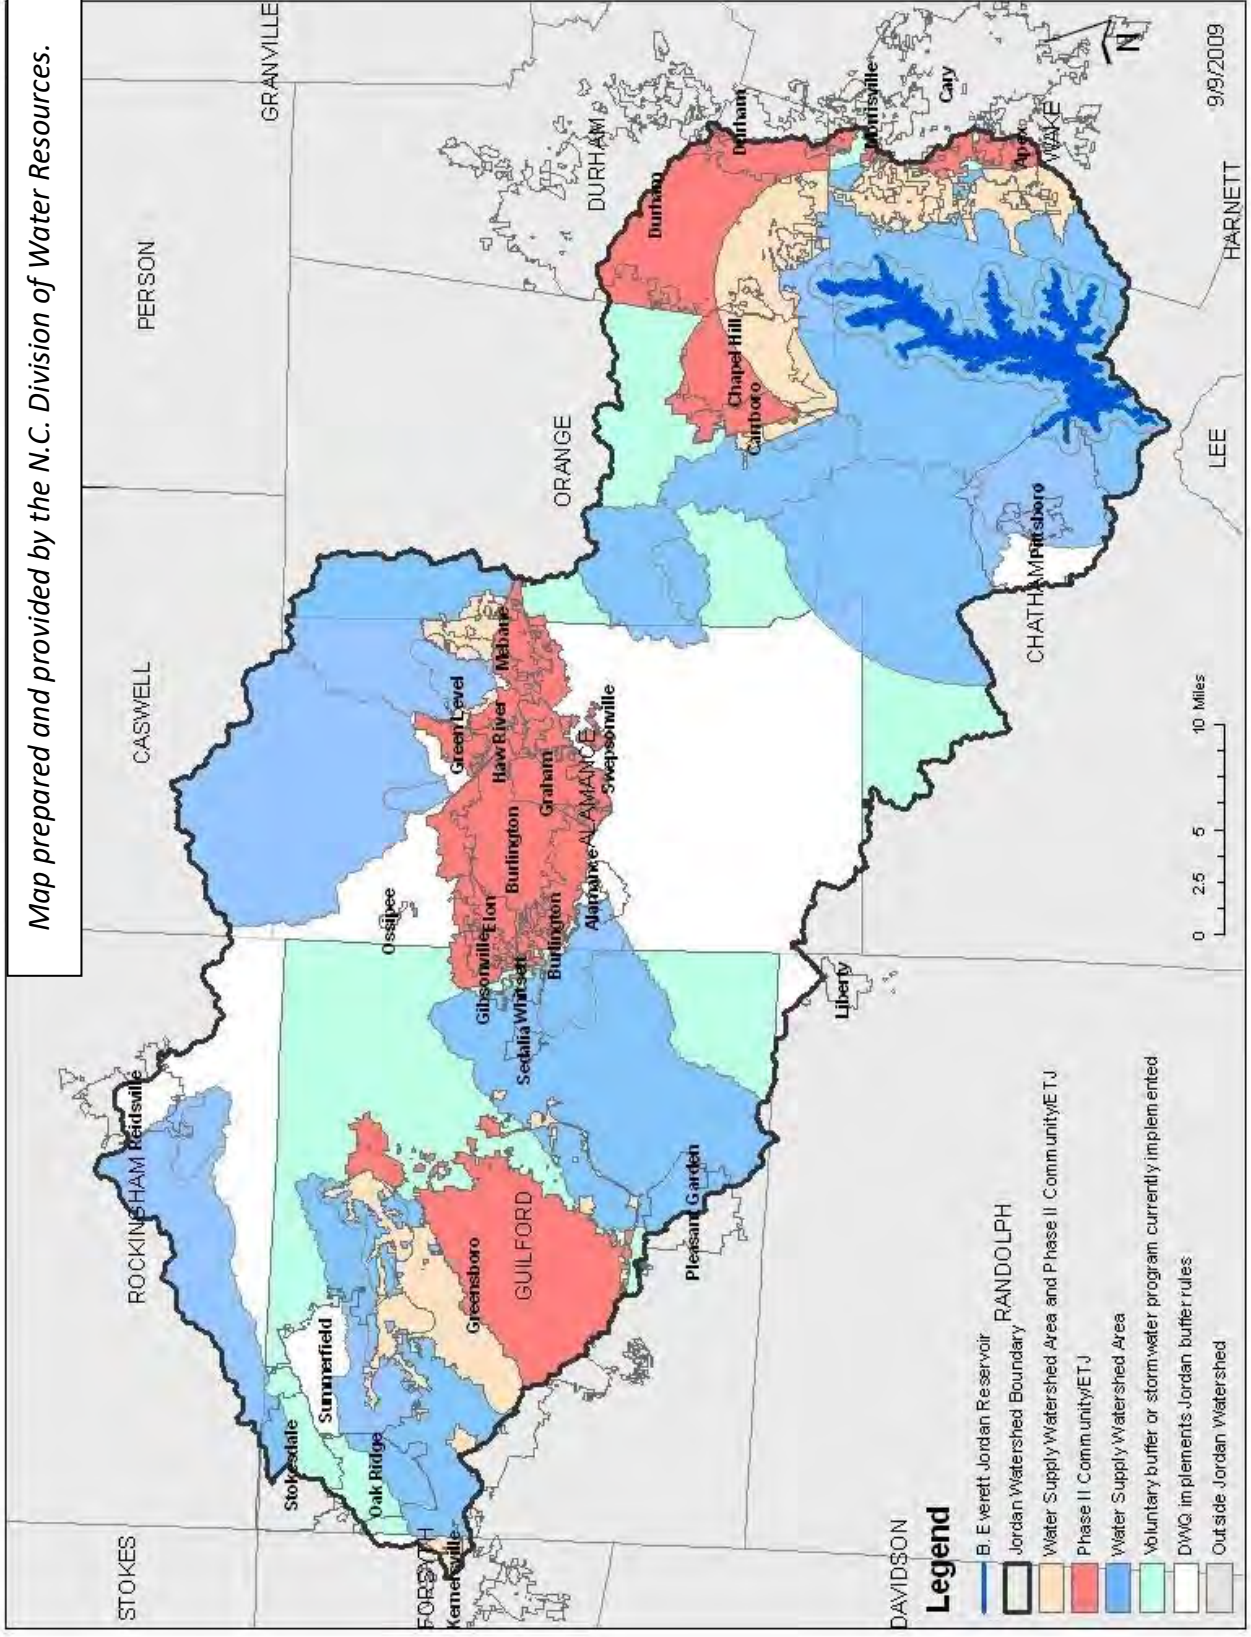 Map prepared and provided by the N.C. Division of Water Resources.
STOKES
ROCKINGHAM
Reidsville
CASWELL
PERSON
GRANVILLE
Stokesdale
Summerfield
Oak Ridge
FORSYTH
Kernersville
Greensboro
GUILFORD
Pleasant Garden
Ossipee
Gibsonville
Elon
Sedalia
Whitsett
Burlington
Burlington
Alamance
ALAMANCE
Green Level
Haw River
Graham
Mebane
Swepsonville
Liberty
ORANGE
DURHAM
Durham
Durham
Chapel Hill
Carrboro
Morrisville
Cary
Apex
WAKE
CHATHAM
Pittsboro
LEE
HARNETT
DAVIDSON
RANDOLPH
Legend
B. Everett Jordan Reservoir
Jordan Watershed Boundary
Water Supply Watershed Area and Phase II Community/ETJ
Phase II Community/ETJ
Water Supply Watershed Area
Voluntary buffer or stormwater program currently implemented
DWQ implements Jordan buffer rules
Outside Jordan Watershed
0 2.5 5 10 Miles
N
9/9/2009